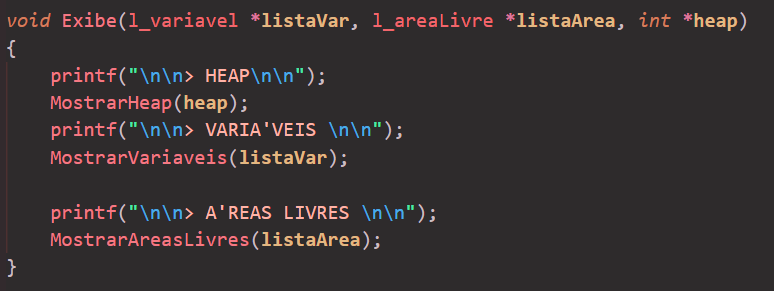 void Exibe(l_variavel *listaVar, l_areaLivre *listaArea, int *heap)
{
    printf("\n\n> HEAP\n\n");
    MostrarHeap(heap);
    printf("\n\n> VARIA'VEIS \n\n");
    MostrarVariaveis(listaVar);

    printf("\n\n> A'REAS LIVRES \n\n");
    MostrarAreasLivres(listaArea);
}